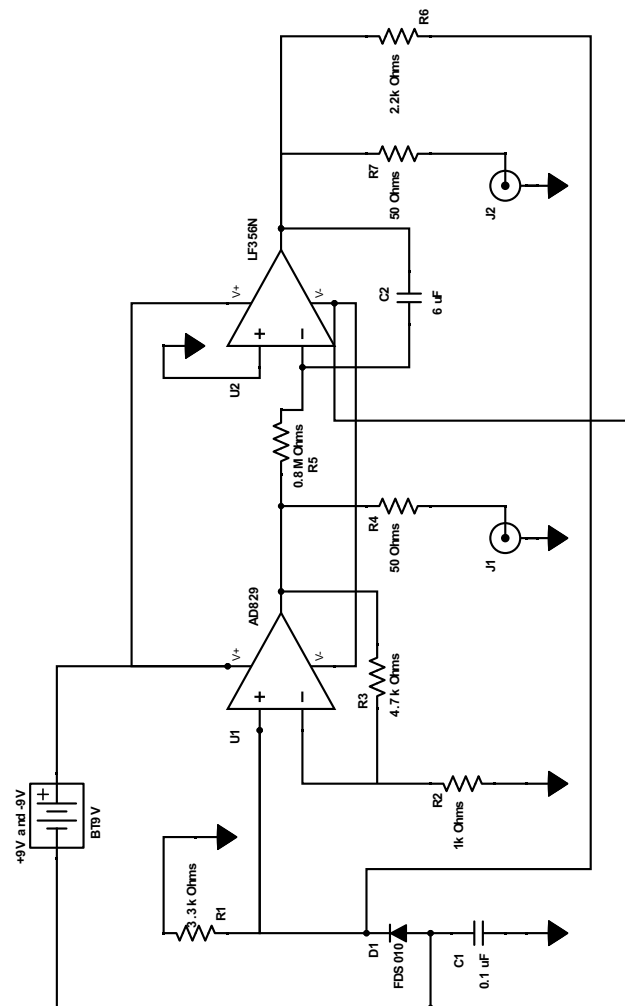 R6
2.2k Ohms
R7
50 Ohms
J2
LF356N
V+
V-
+
−
U2
C2
6 uF
0.8 M Ohms
R5
R4
50 Ohms
J1
AD829
V+
V-
+
−
U1
R3
4.7 k Ohms
R2
1k Ohms
+9V and -9V
+
BT9V
3.3 k Ohms
R1
D1
FDS 010
C1
0.1 uF